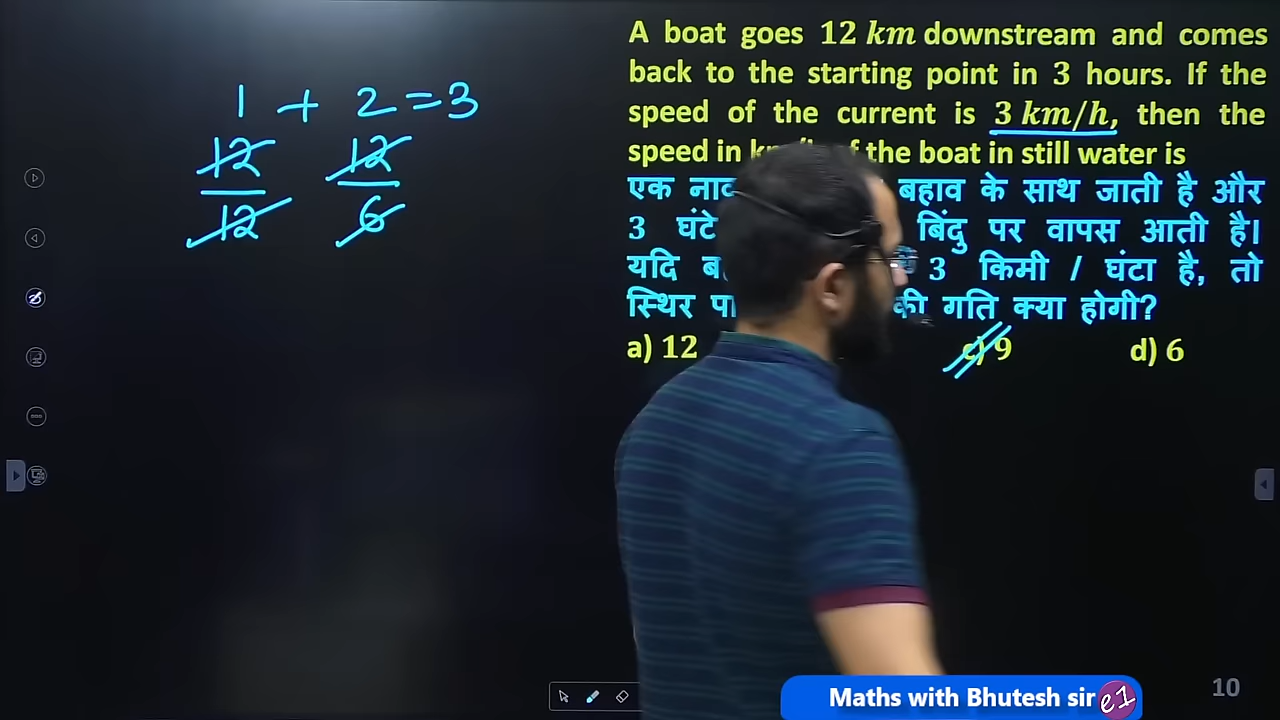 1 + 2 = 3
12 12
12 6
A boat goes 12 km downstream and comes
back to the starting point in 3 hours. If the
speed of the current is 3 km/h, then the
speed in of the boat in still water is
एक बहाव के साथ जाती है और
3 घंटे बिंदु पर वापस आती है।
यदि 3 किमी / घंटा है, तो
स्थिर की गति क्या होगी?
a) 12 c) 9 d) 6
Maths with Bhutesh sir e1
10